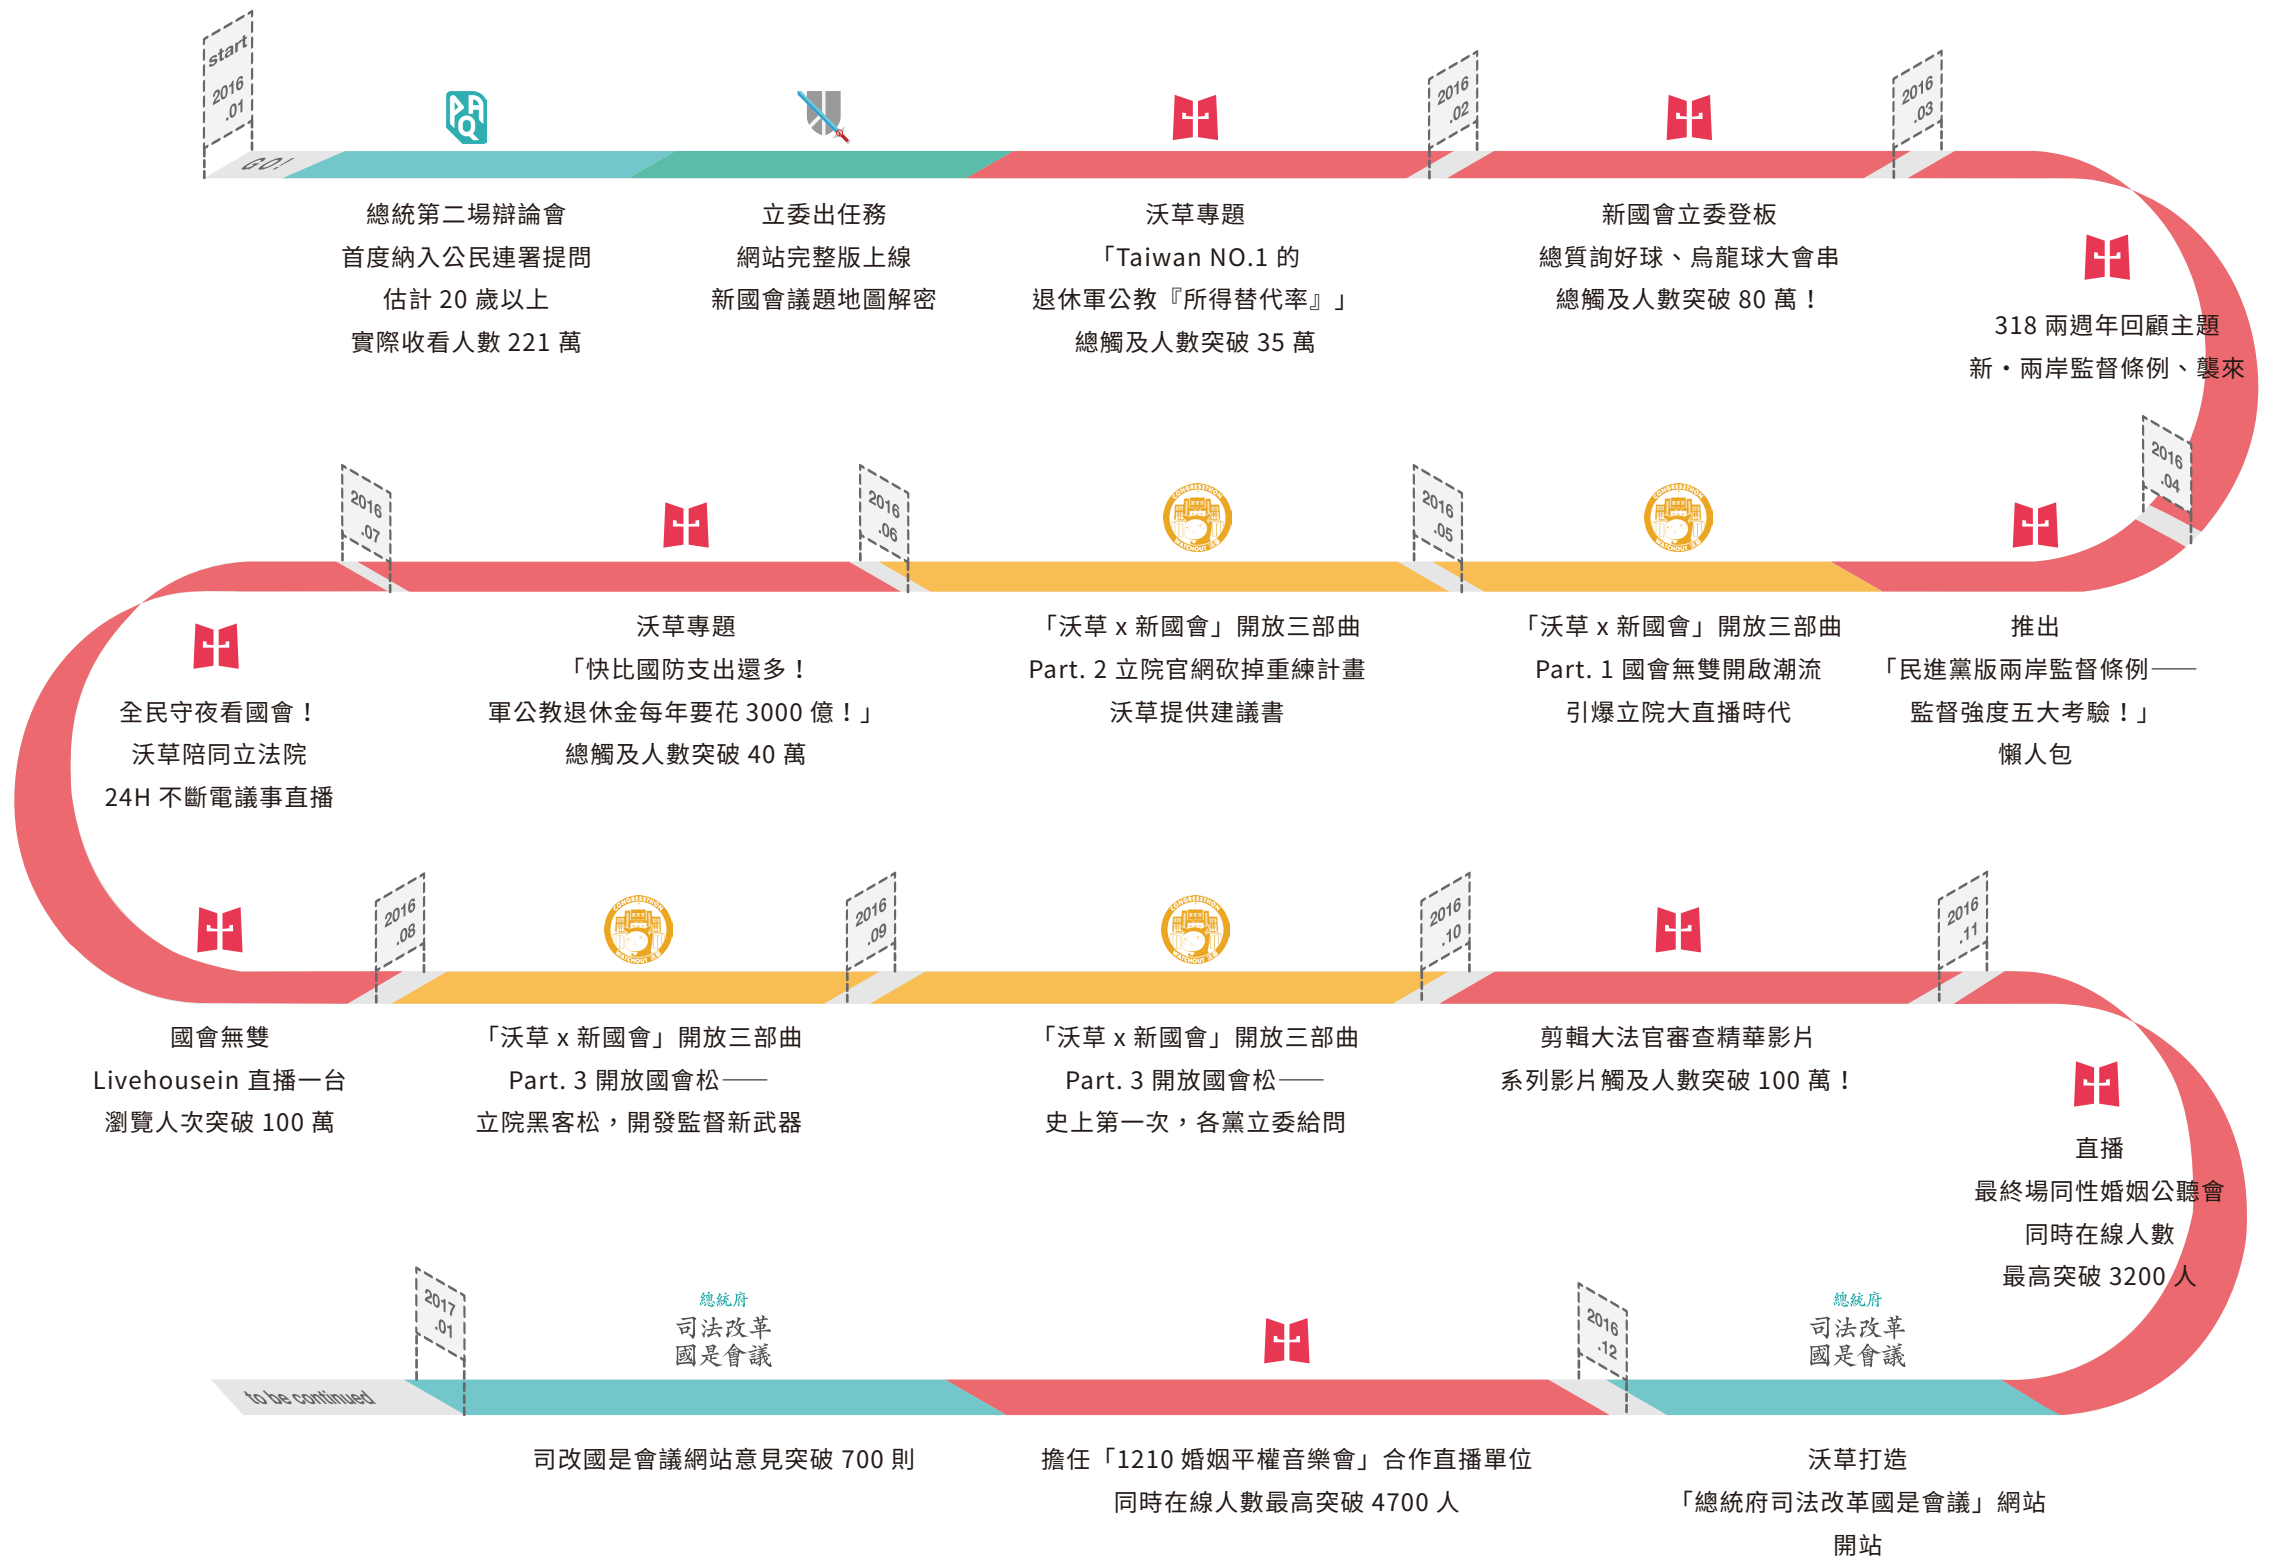 start
2016
.01
GO!
總統第二場辯論會
首度納入公民連署提問
估計 20 歲以上
實際收看人數 221 萬
立委出任務
網站完整版上線
新國會議題地圖解密
沃草專題
「Taiwan NO.1 的
退休軍公教『所得替代率』」
總觸及人數突破 35 萬
2016
.02
新國會立委登板
總質詢好球、烏龍球大會串
總觸及人數突破 80 萬！
2016
.03
318 兩週年回顧主題
新・兩岸監督條例、襲來
2016
.04
推出
「民進黨版兩岸監督條例——
監督強度五大考驗！」
懶人包
CONGRESSTHON
WATCHOUT 沃草
「沃草 x 新國會」開放三部曲
Part. 1 國會無雙開啟潮流
引爆立院大直播時代
2016
.05
CONGRESSTHON
WATCHOUT 沃草
「沃草 x 新國會」開放三部曲
Part. 2 立院官網砍掉重練計畫
沃草提供建議書
2016
.06
沃草專題
「快比國防支出還多！
軍公教退休金每年要花 3000 億！」
總觸及人數突破 40 萬
2016
.07
全民守夜看國會！
沃草陪同立法院
24H 不斷電議事直播
國會無雙
Livehousein 直播一台
瀏覽人次突破 100 萬
2016
.08
CONGRESSTHON
WATCHOUT 沃草
「沃草 x 新國會」開放三部曲
Part. 3 開放國會松——
立院黑客松，開發監督新武器
2016
.09
CONGRESSTHON
WATCHOUT 沃草
「沃草 x 新國會」開放三部曲
Part. 3 開放國會松——
史上第一次，各黨立委給問
2016
.10
剪輯大法官審查精華影片
系列影片觸及人數突破 100 萬！
2016
.11
直播
最終場同性婚姻公聽會
同時在線人數
最高突破 3200 人
總統府
司法改革
國是會議
沃草打造
「總統府司法改革國是會議」網站
開站
2016
.12
擔任「1210 婚姻平權音樂會」合作直播單位
同時在線人數最高突破 4700 人
總統府
司法改革
國是會議
司改國是會議網站意見突破 700 則
2017
.01
to be continued